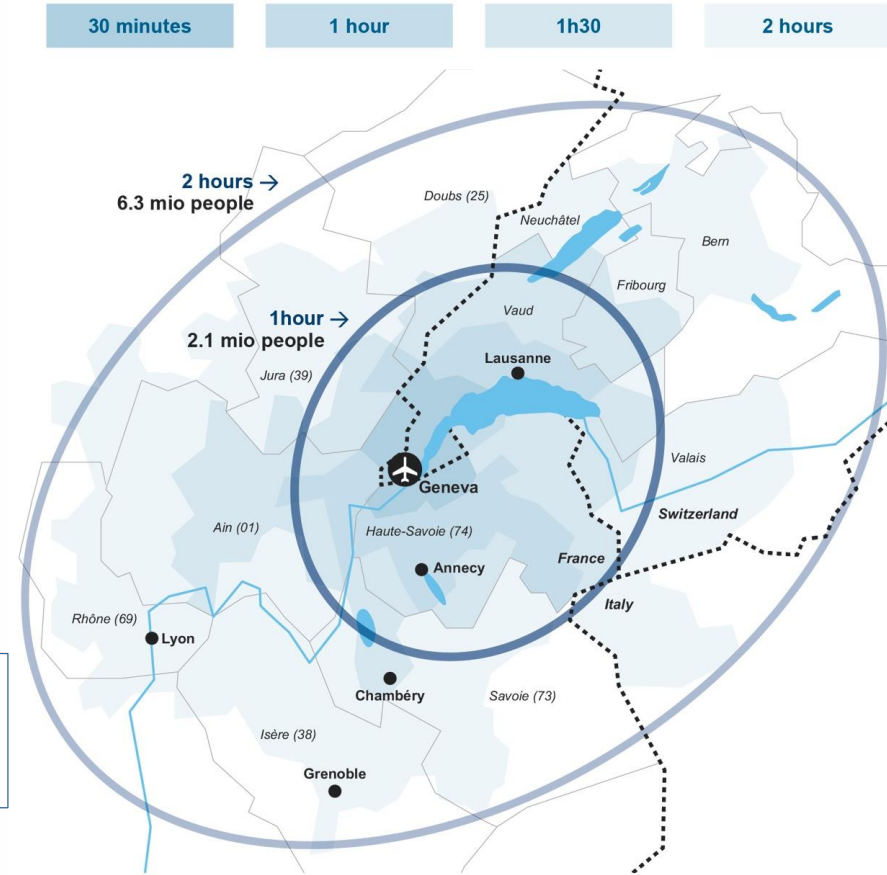 30 minutes
1 hour
1h30
2 hours
2 hours →
6.3 mio people
Doubs (25)
Neuchâtel
Bern
Fribourg
1hour →
2.1 mio people
Vaud
Lausanne
Jura (39)
Valais
Geneva
Switzerland
Ain (01)
Haute-Savoie (74)
France
Annecy
Italy
Rhône (69)
Lyon
Chambéry
Savoie (73)
Isère (38)
Grenoble